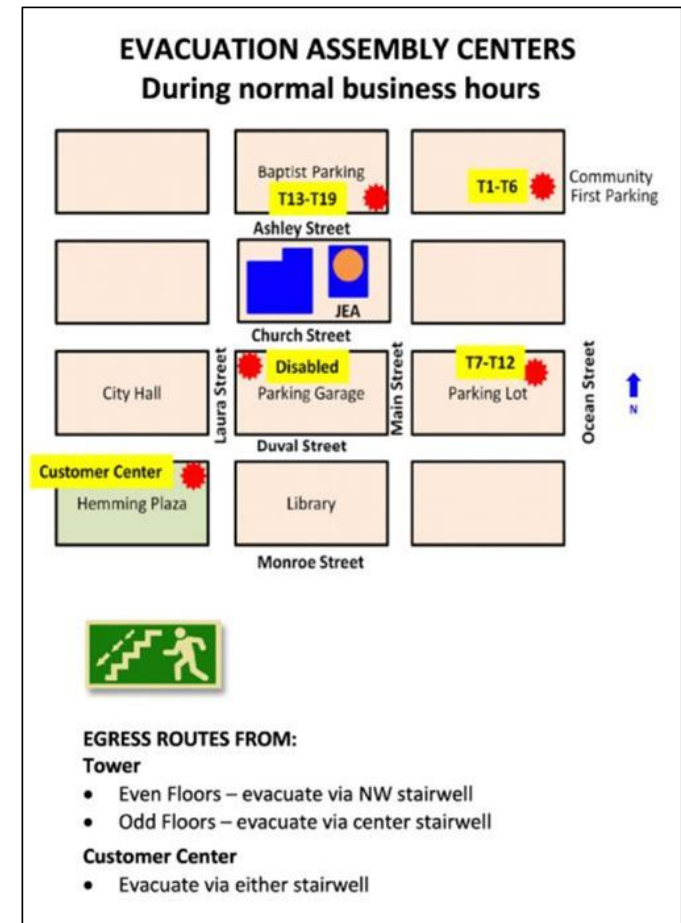 EVACUATION ASSEMBLY CENTERS
During normal business hours
Baptist Parking
T13-T19
T1-T6
Community
First Parking
Ashley Street
JEA
Church Street
Laura Street
Disabled
Parking Garage
Main Street
T7-T12
Parking Lot
Ocean Street
N
City Hall
Duval Street
Customer Center
Hemming Plaza
Library
Monroe Street
EGRESS ROUTES FROM:
Tower
• Even Floors – evacuate via NW stairwell
• Odd Floors – evacuate via center stairwell
Customer Center
• Evacuate via either stairwell